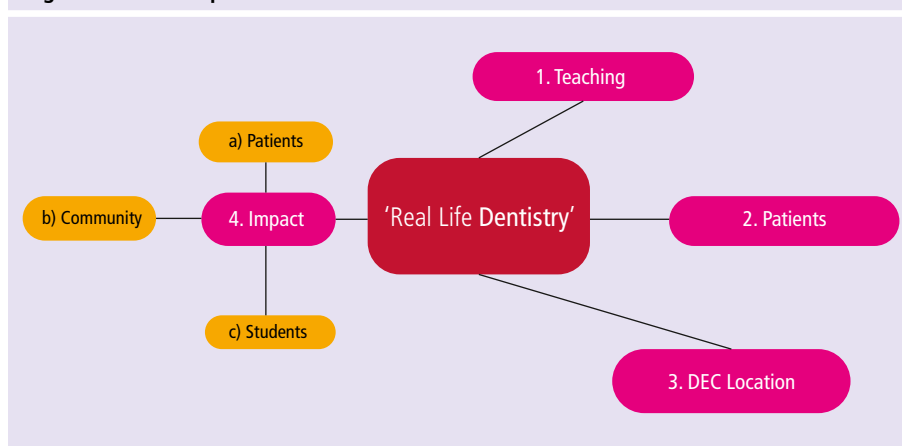 1. Teaching
a) Patients
b) Community
4. Impact
'Real Life Dentistry'
2. Patients
c) Students
3. DEC Location